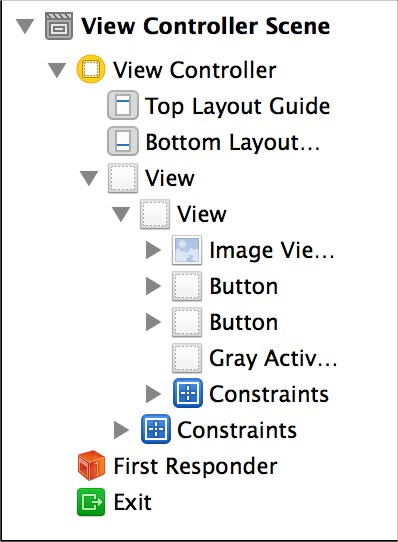 View Controller Scene
View Controller
Top Layout Guide
Bottom Layout…
View
View
Image Vie…
Button
Button
Gray Activ…
Constraints
Constraints
First Responder
Exit